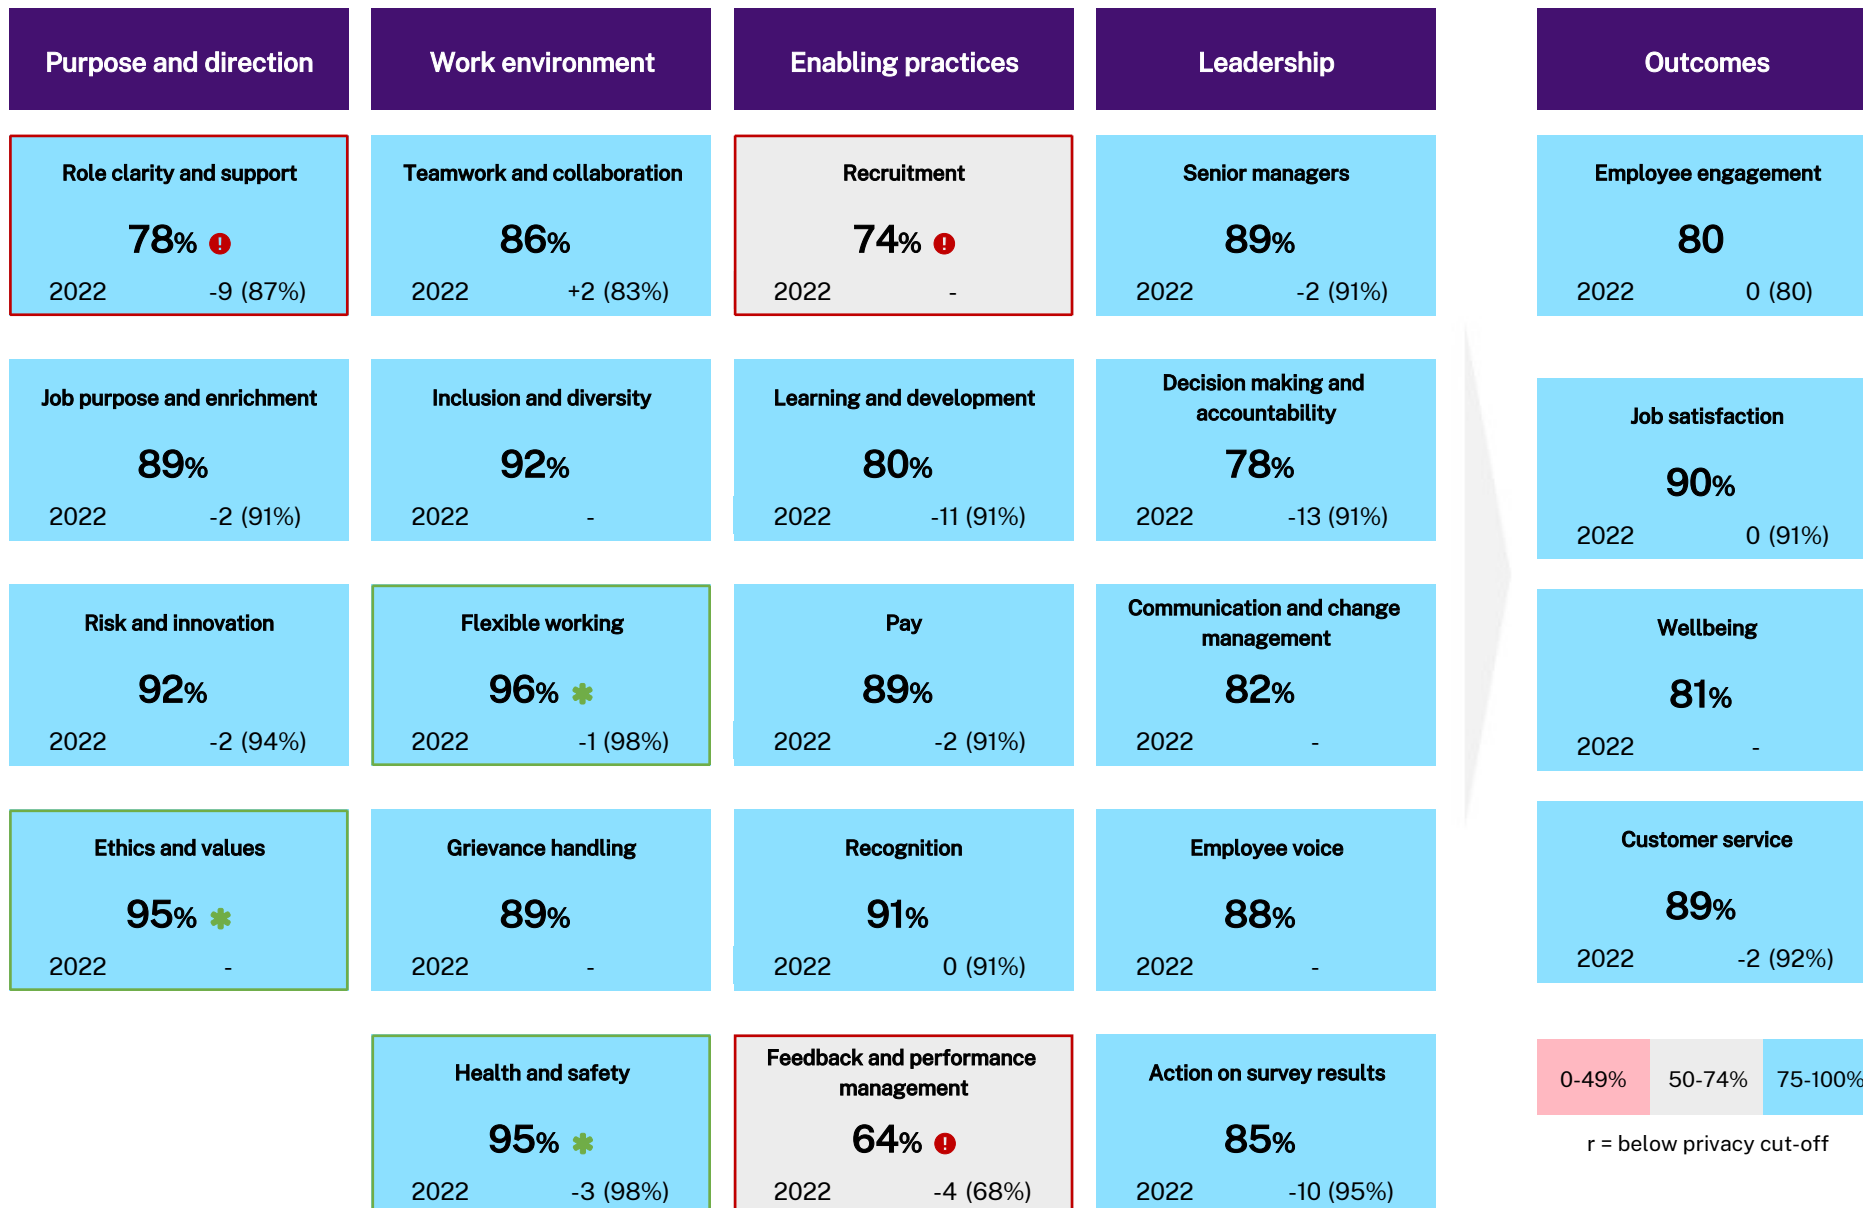 Purpose and direction
Role clarity and support
78%
2022 -9 (87%)
Job purpose and enrichment
89%
2022 -2 (91%)
Risk and innovation
92%
2022 -2 (94%)
Ethics and values
95%
2022 -
Work environment
Teamwork and collaboration
86%
2022 +2 (83%)
Inclusion and diversity
92%
2022 -
Flexible working
96%
2022 -1 (98%)
Grievance handling
89%
2022 -
Health and safety
95%
2022 -3 (98%)
Enabling practices
Recruitment
74%
2022 -
Learning and development
80%
2022 -11 (91%)
Pay
89%
2022 -2 (91%)
Recognition
91%
2022 0 (91%)
Feedback and performance
management
64%
2022 -4 (68%)
Leadership
Senior managers
89%
2022 -2 (91%)
Decision making and
accountability
78%
2022 -13 (91%)
Communication and change
management
82%
2022 -
Employee voice
88%
2022 -
Action on survey results
85%
2022 -10 (95%)
Outcomes
Employee engagement
80
2022 0 (80)
Job satisfaction
90%
2022 0 (91%)
Wellbeing
81%
2022 -
Customer service
89%
2022 -2 (92%)
0-49% 50-74% 75-100%
r = below privacy cut-off